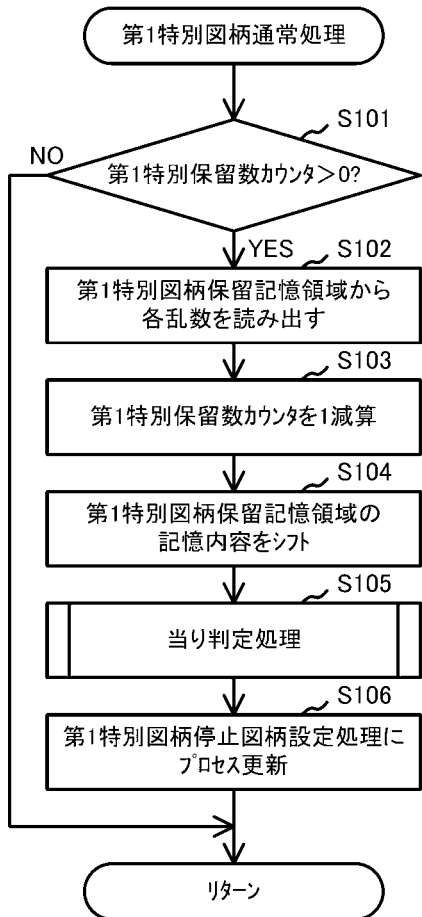 第1特別図柄通常処理
S101
NO
第1特別保留数カウンタ>0?
YES
S102
第1特別図柄保留記憶領域から
各乱数を読み出す
S103
第1特別保留数カウンタを1減算
S104
第1特別図柄保留記憶領域の
記憶内容をシフト
S105
当り判定処理
S106
第1特別図柄停止図柄設定処理に
プロセス更新
リターン